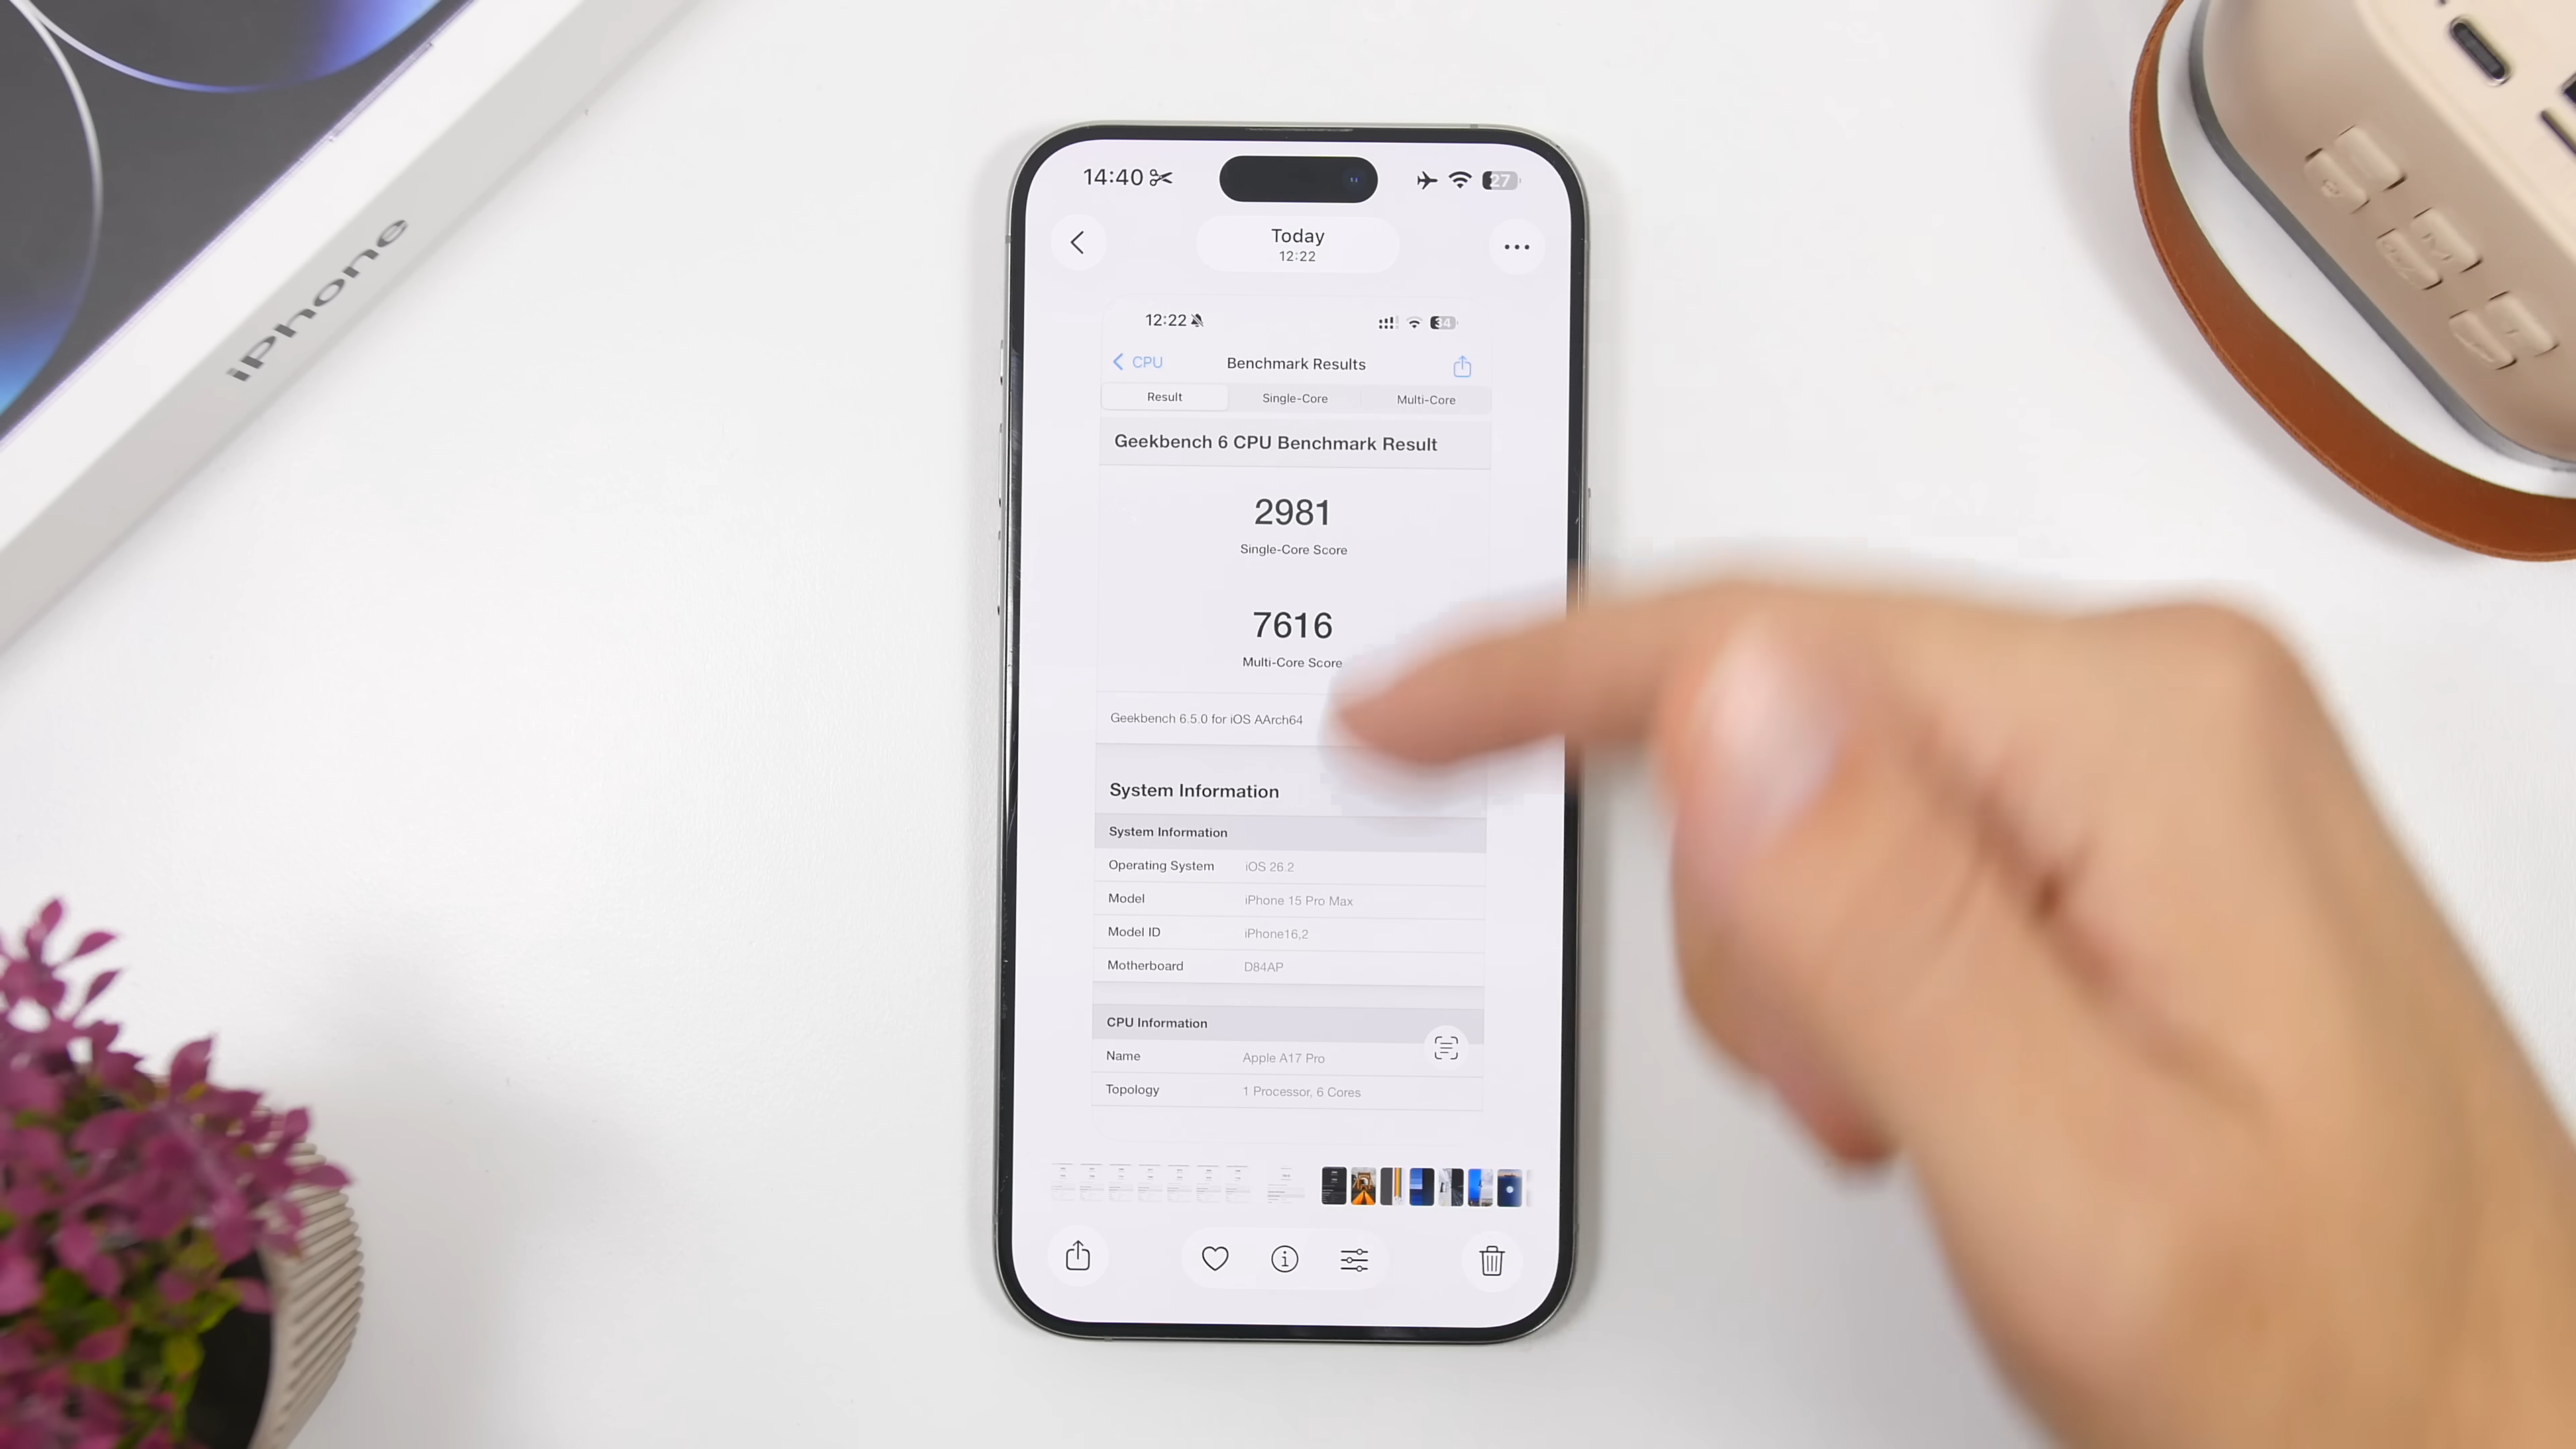 iPhone
14:40
27
Today
12:22
12:22
34
CPU
Benchmark Results
Result
Single-Core
Multi-Core
Geekbench 6 CPU Benchmark Result
2981
Single-Core Score
7616
Multi-Core Score
Geekbench 6.5.0 for iOS AArch64
System Information
System Information
Operating System iOS 26.2
Model iPhone 15 Pro Max
Model ID iPhone16,2
Motherboard D84AP
CPU Information
Name Apple A17 Pro
Topology 1 Processor, 6 Cores